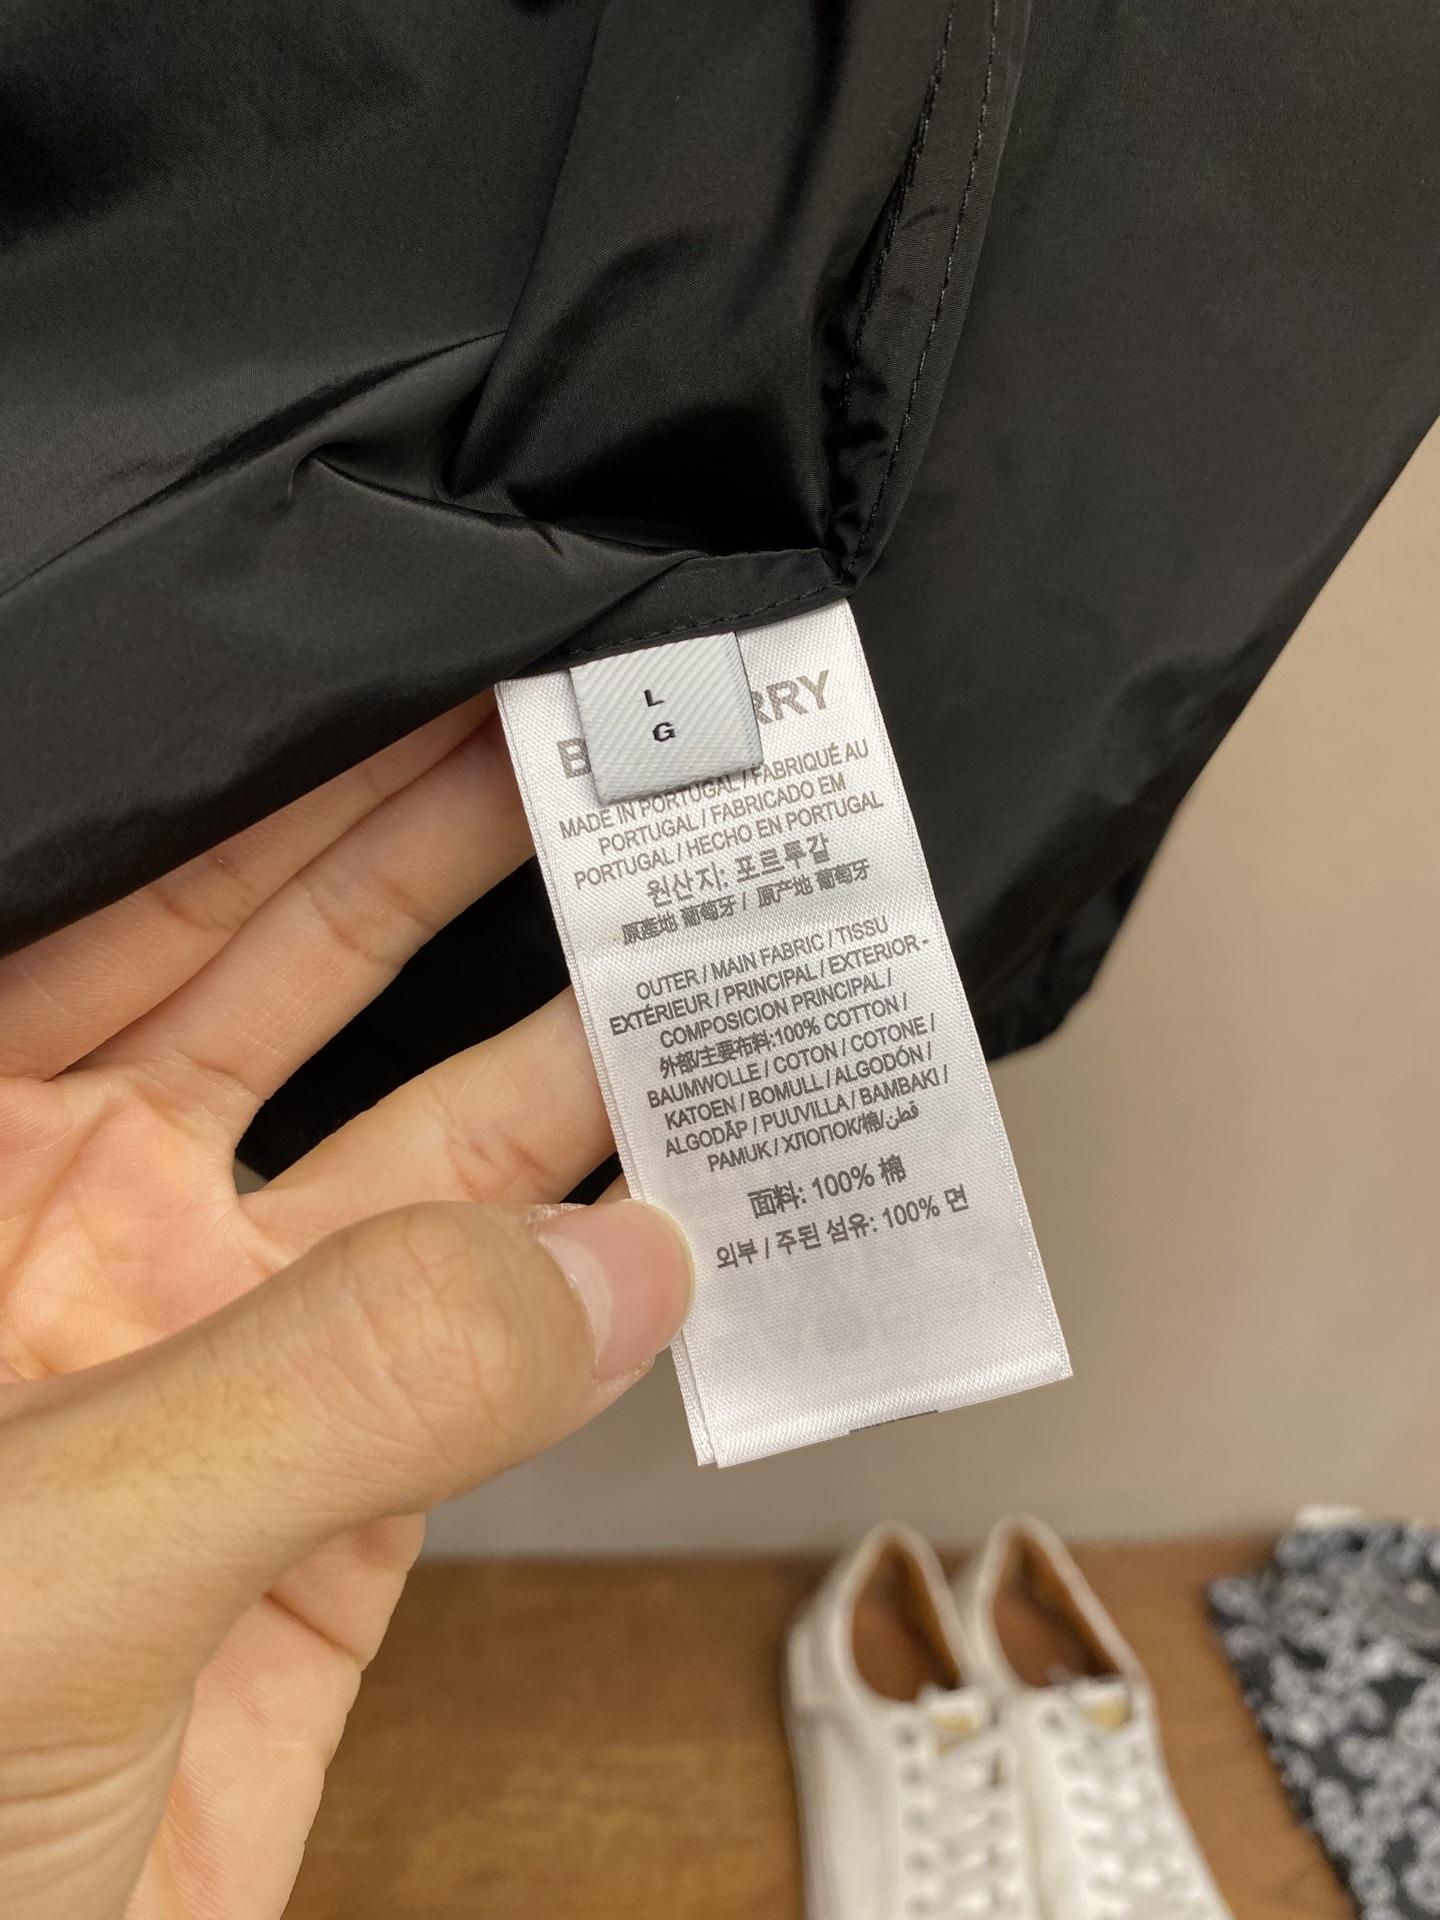 L
G
B RRY
MADE IN PORTUGAL / FABRIQUÉ AU
PORTUGAL / FABRICADO EM
PORTUGAL / HECHO EN PORTUGAL
원산지: 포르투갈
原產地 葡萄牙 / 原产地 葡萄牙
OUTER / MAIN FABRIC / TISSU
EXTÉRIEUR / PRINCIPAL / EXTERIOR -
COMPOSICION PRINCIPAL /
外部/主要布料:100% COTTON /
BAUMWOLLE / COTON / COTONE /
KATOEN / BOMULL / ALGODÓN /
ALGODÃP / PUUVILLA / BAMBAKI /
PAMUK / ХЛОПОК/棉/قطن
面料: 100% 棉
외부 / 주된 섬유: 100% 면